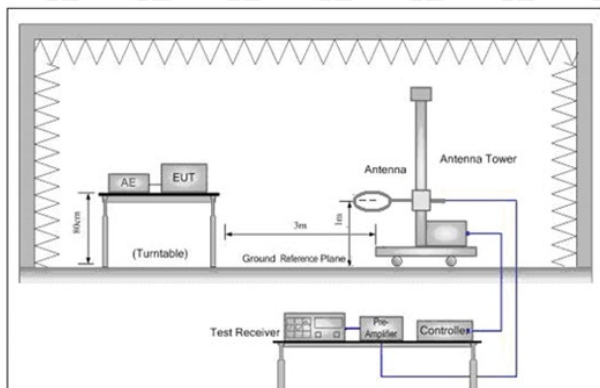 Antenna Tower
Antenna
AE
EUT
80cm
(Turntable)
3m
1m
Ground Reference Plane
Test Receiver
Pre-
Amplifier
Controller